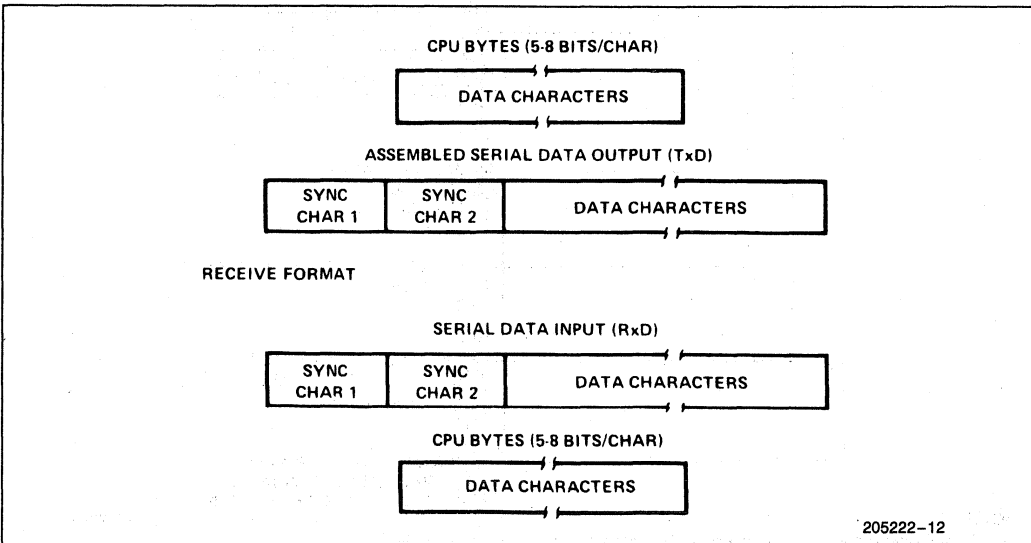 CPU BYTES (5-8 BITS/CHAR)
DATA CHARACTERS
ASSEMBLED SERIAL DATA OUTPUT (TxD)
SYNC CHAR 1
SYNC CHAR 2
DATA CHARACTERS
RECEIVE FORMAT
SERIAL DATA INPUT (RxD)
SYNC CHAR 1
SYNC CHAR 2
DATA CHARACTERS
CPU BYTES (5-8 BITS/CHAR)
DATA CHARACTERS
205222-12